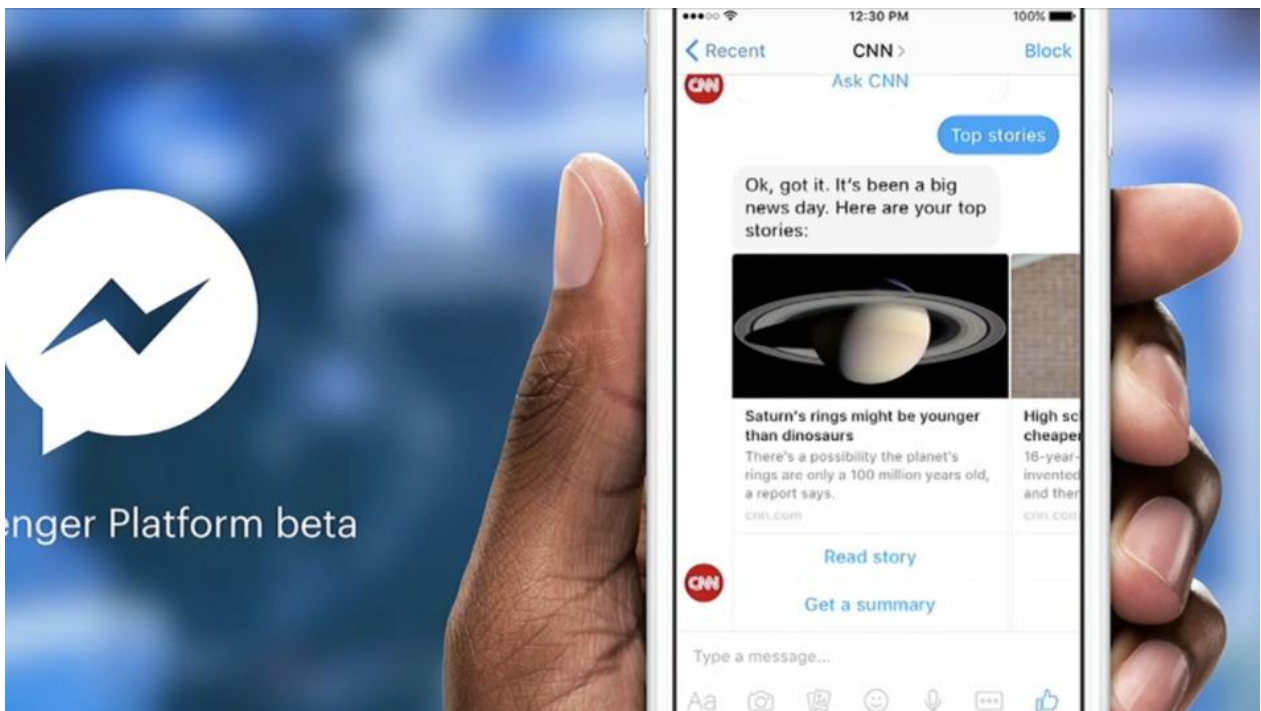 12:30 PM
100%
Recent
CNN
Block
CNN
Ask CNN
Top stories
Ok, got it. It's been a big
news day. Here are your top
stories:
Saturn's rings might be younger
than dinosaurs
There's a possibility the planet's
rings are only a 100 million years old,
a report says.
cnn.com
High sc
cheaper
16-year-
invented
and then
cnn.com
Read story
CNN
Get a summary
Type a message...
Aa
enger Platform beta